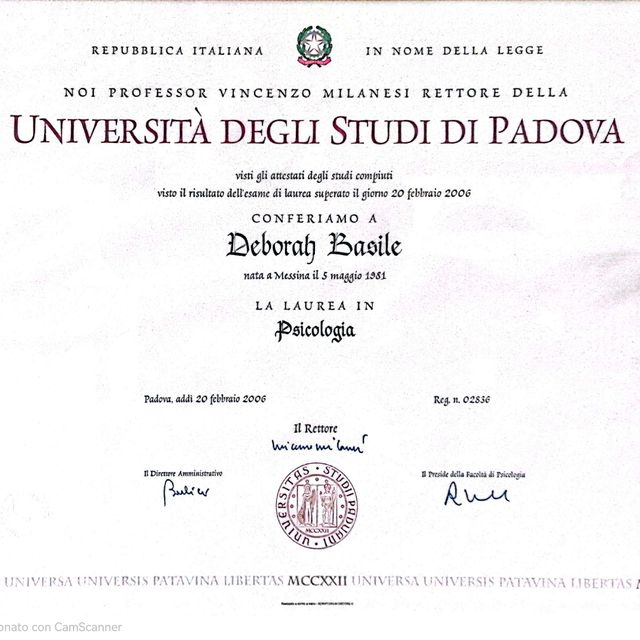 REPUBBLICA ITALIANA IN NOME DELLA LEGGE
NOI PROFESSOR VINCENZO MILANESI RETTORE DELLA
UNIVERSITÀ DEGLI STUDI DI PADOVA
visti gli attestati degli studi compiuti
visto il risultato dell'esame di laurea superato il giorno 20 febbraio 2006
CONFERIAMO A
Deborah Basile
nata a Messina il 5 maggio 1981
LA LAUREA IN
Psicologia
Padova, addì 20 febbraio 2006 Reg. n. 02836
Il Rettore
Il Direttore Amministrativo Il Preside della Facoltà di Psicologia
UNIVERSITAS STUDII PADUANI
MCCXXII
UNIVERSA UNIVERSIS PATAVINA LIBERTAS MCCXXII UNIVERSA UNIVERSIS PATAVINA LIBERTAS M
onato con CamScanner